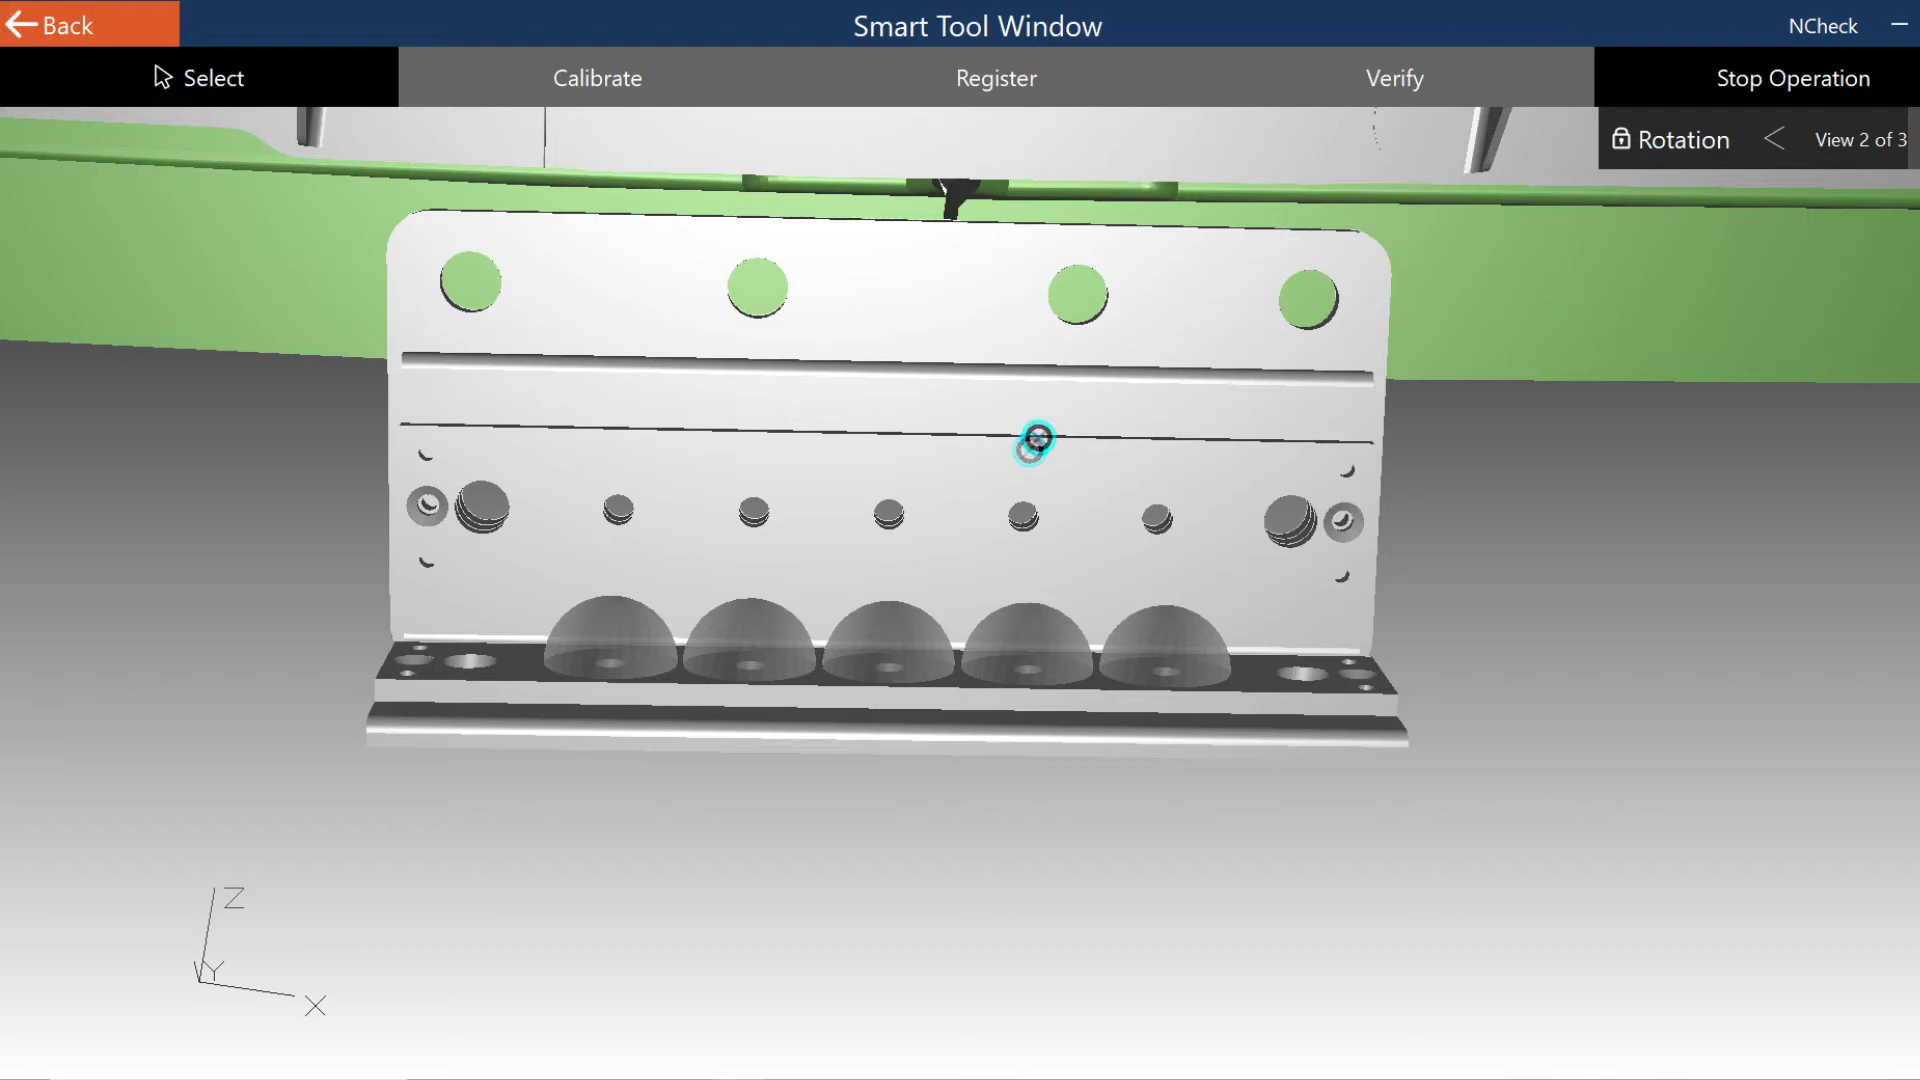 Back
Smart Tool Window
NCheck
Select
Calibrate
Register
Verify
Stop Operation
Rotation
View 2 of 3
Z
Y
X